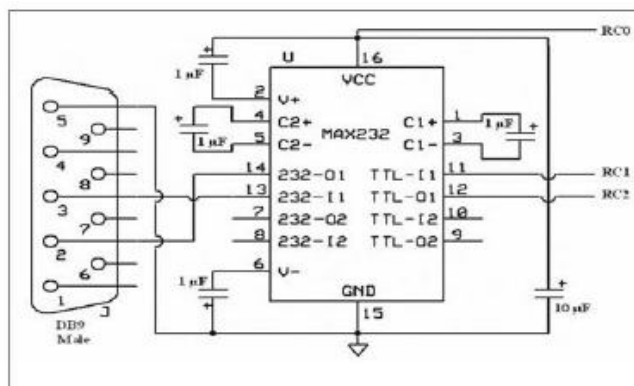 RC0
1 µF
U
16
VCC
2
V+
1 µF
4
C2+
5
C2-
MAX232
C1+
1
C1-
3
1 µF
14
232-O1
TTL-I1
11
RC1
13
232-I1
TTL-O1
12
RC2
7
232-O2
TTL-I2
10
8
232-I2
TTL-O2
9
6
V-
1 µF
GND
15
10 µF
5
9
4
8
3
7
2
6
1
J
DB9
Male